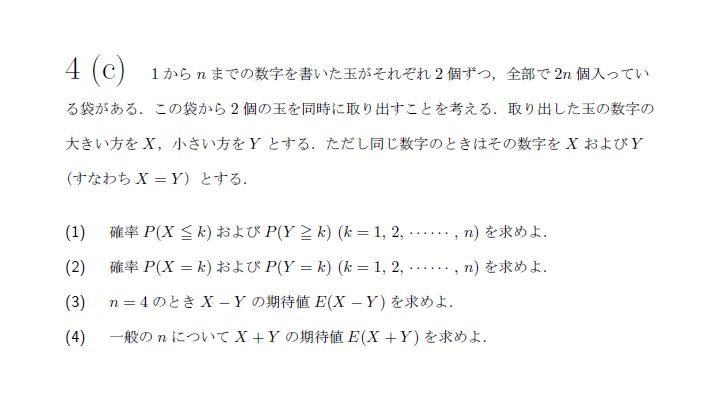 4 (c) 1 から n までの数字を書いた玉がそれぞれ 2 個ずつ，全部で 2n 個入ってい
る袋がある．この袋から 2 個の玉を同時に取り出すことを考える．取り出した玉の数字の
大きい方を X，小さい方を Y とする．ただし同じ数字のときはその数字を X および Y
(すなわち X = Y）とする．
(1) 確率 P(X ≦ k) および P(Y ≧ k) (k = 1, 2, ⋯⋯ , n) を求めよ．
(2) 確率 P(X = k) および P(Y = k) (k = 1, 2, ⋯⋯ , n) を求めよ．
(3) n = 4 のとき X − Y の期待値 E(X − Y) を求めよ．
(4) 一般の n について X + Y の期待値 E(X + Y) を求めよ．